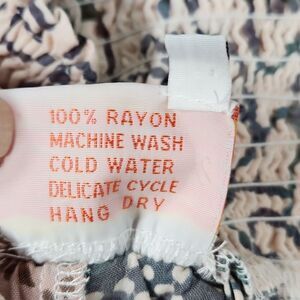 100% RAYON
MACHINE WASH
COLD WATER
DELICATE CYCLE
HANG DRY